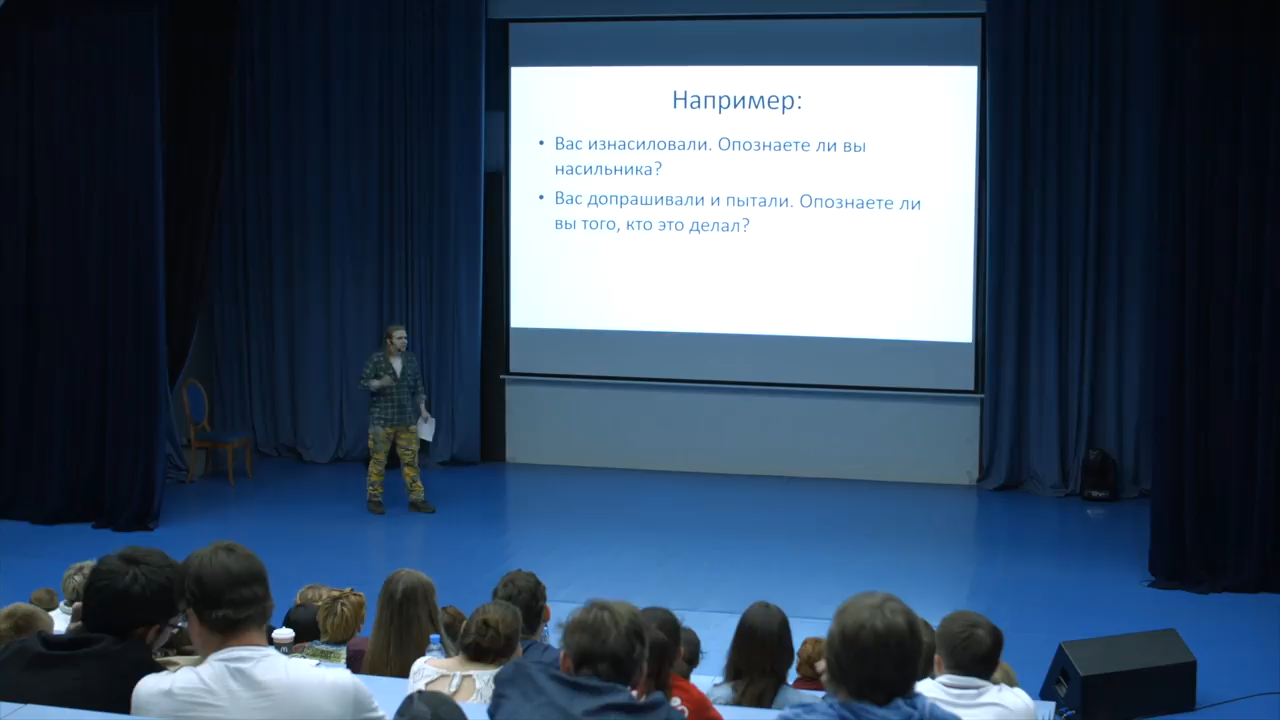 Например:
• Вас изнасиловали. Опознаете ли вы
насильника?
• Вас допрашивали и пытали. Опознаете ли
вы того, кто это делал?